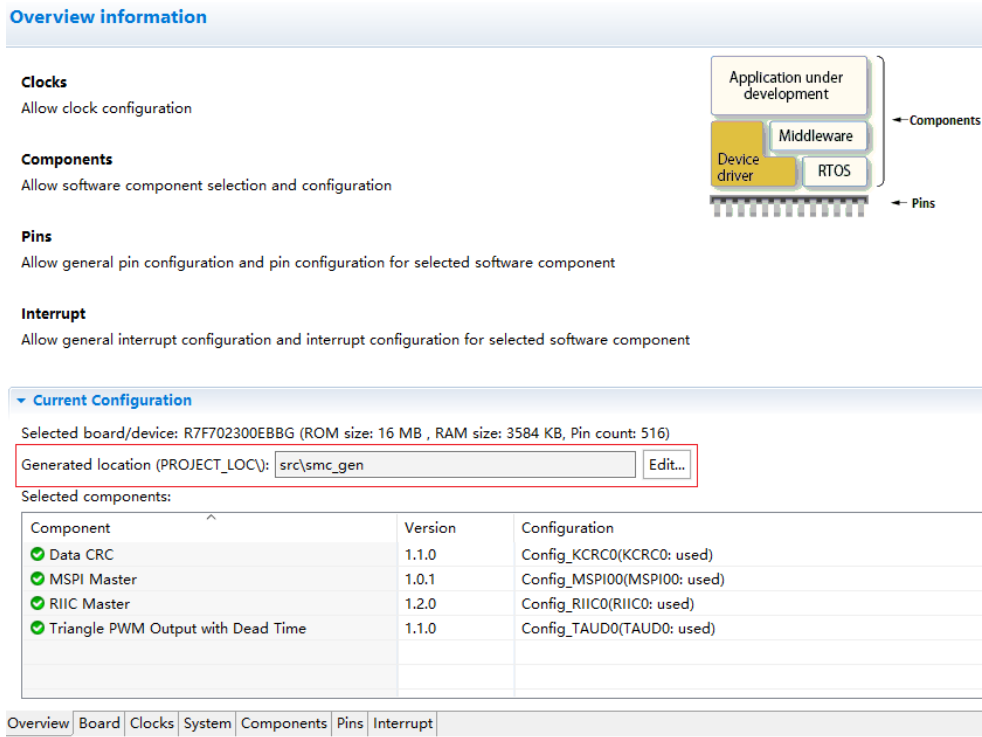 Overview information
Clocks
Allow clock configuration
Components
Allow software component selection and configuration
Pins
Allow general pin configuration and pin configuration for selected software component
Interrupt
Allow general interrupt configuration and interrupt configuration for selected software component
Application under
development
Middleware
Device
driver
RTOS
Components
Pins
Current Configuration
Selected board/device: R7F702300EBBG (ROM size: 16 MB , RAM size: 3584 KB, Pin count: 516)
Generated location (PROJECT_LOC\): src\smc_gen Edit...
Selected components:
Component Version Configuration
Data CRC 1.1.0 Config_KCRC0(KCRC0: used)
MSPI Master 1.0.1 Config_MSPI00(MSPI00: used)
RIIC Master 1.2.0 Config_RIIC0(RIIC0: used)
Triangle PWM Output with Dead Time 1.1.0 Config_TAUD0(TAUD0: used)
Overview Board Clocks System Components Pins Interrupt